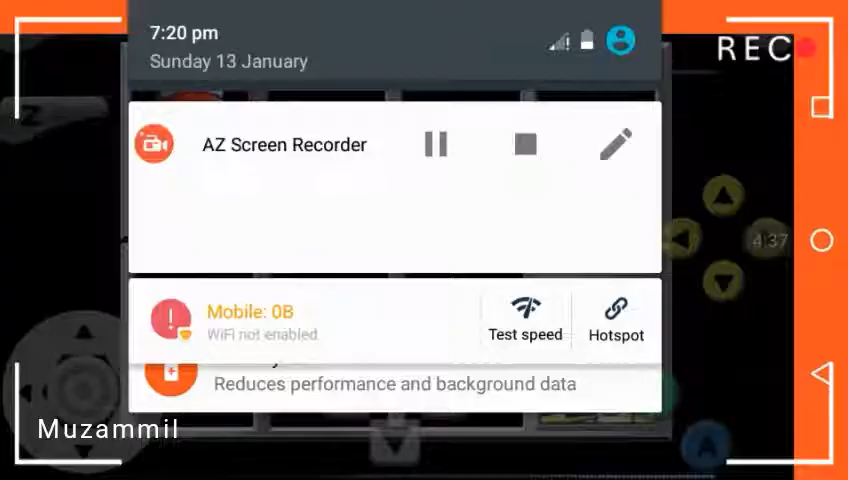 7:20 pm
Sunday 13 January
REC
AZ Screen Recorder
4:37
Mobile: 0B
WiFi not enabled
Test speed
Hotspot
Reduces performance and background data
Muzammil
A